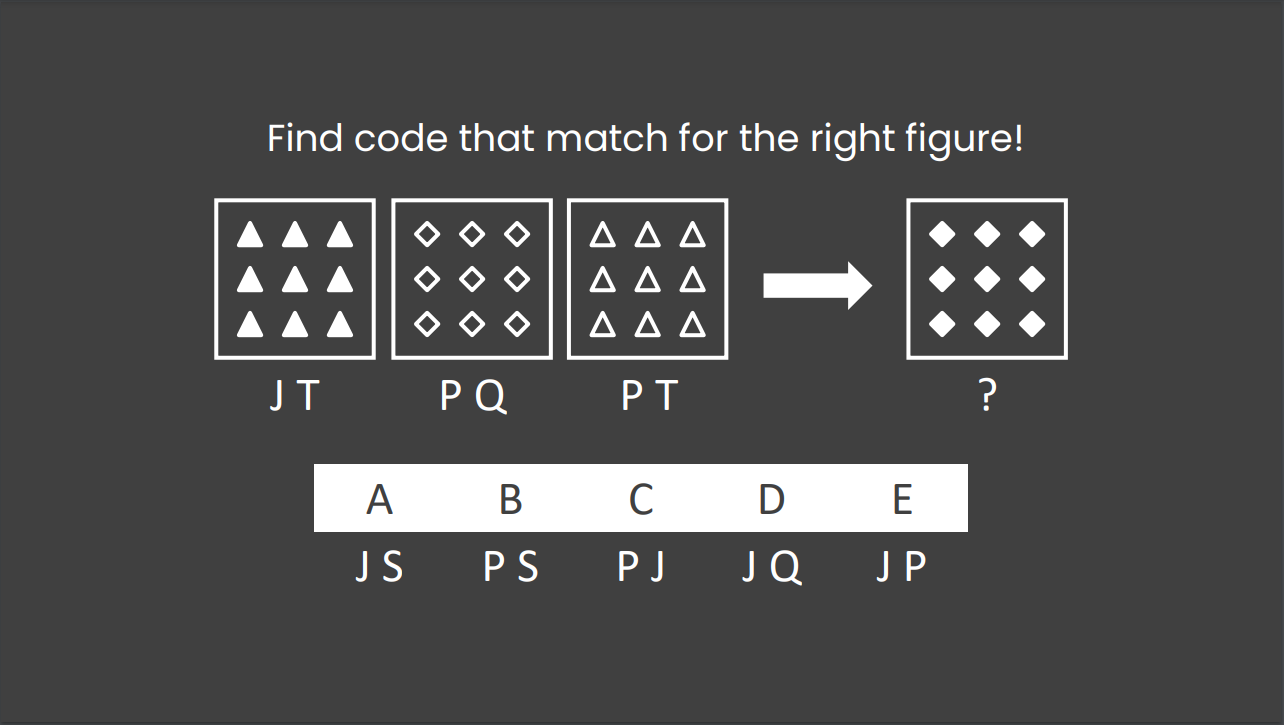 Find code that match for the right figure!
J T P Q P T ?
A B C D E
J S P S P J J Q J P